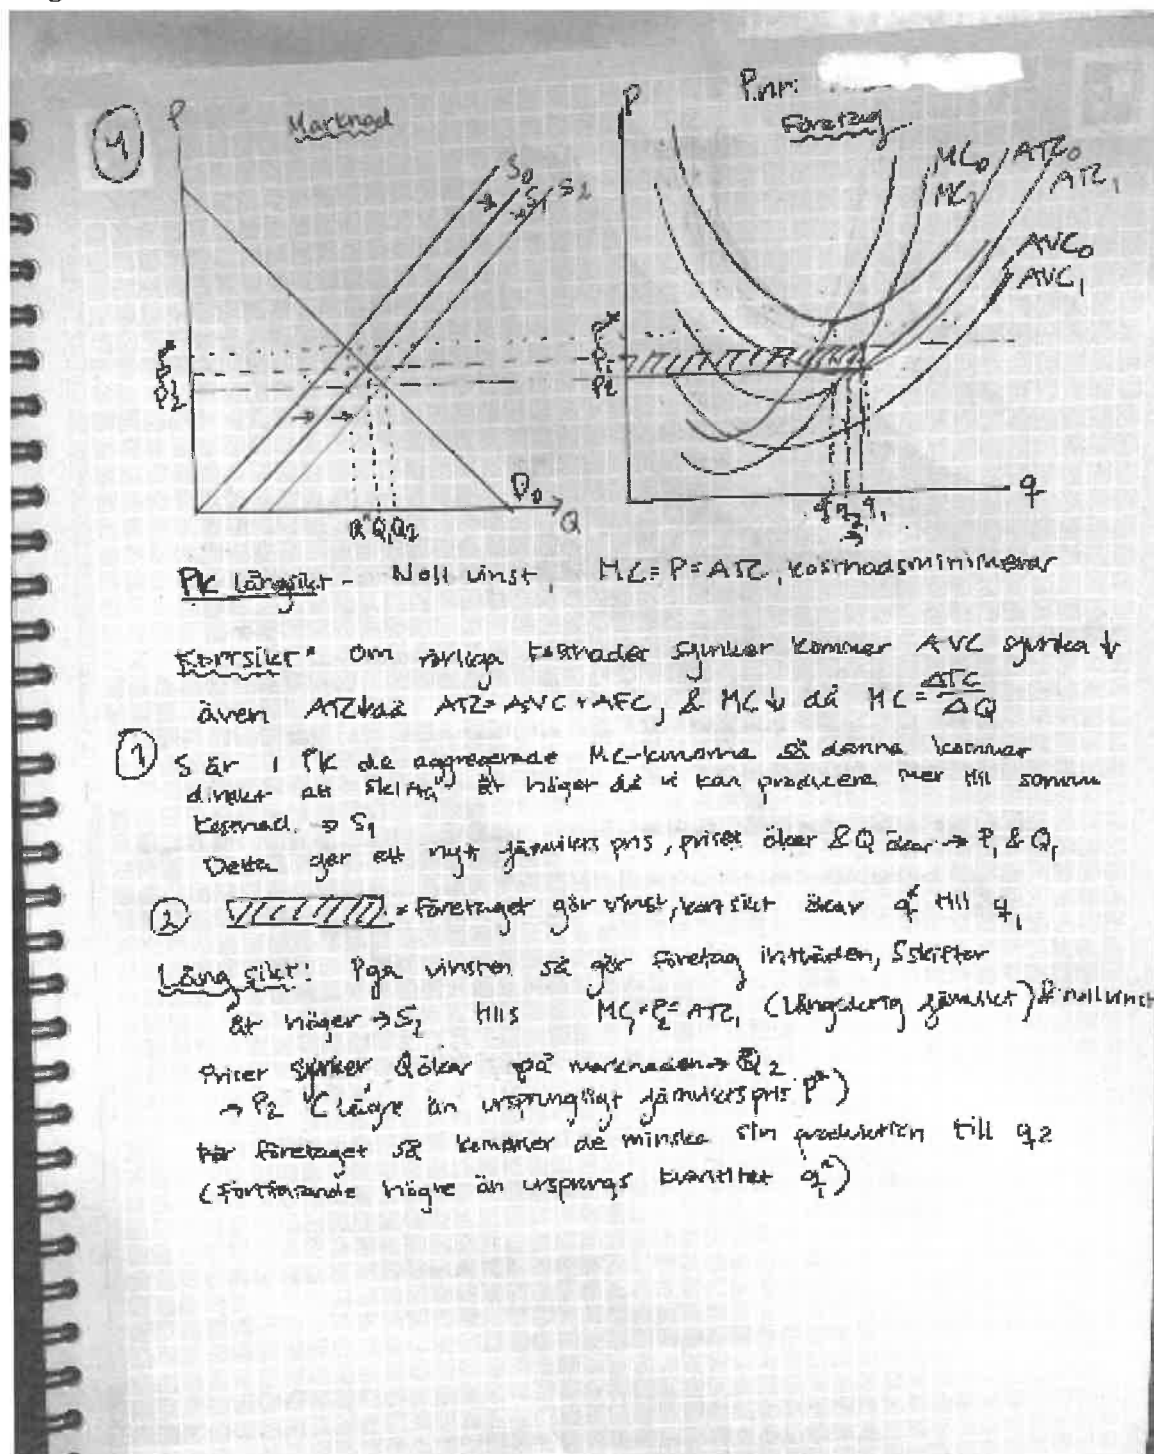 4
P
Marknad
S0
S1
S2
P2
D0
Q
Q* Q1 Q2
P.nr:
Företag
P
MC0
ATC0
ATC1
AVC0
AVC1
P2
q
q2 q1
PK långsikt - Noll vinst, MC = P = ATC, kostnadsminimerar
Kortsikt: Om rörliga kostnader sjunker kommer AVC sjunka ↓
även ATC↓ då ATC = AVC + AFC, & MC ↓ då MC = ΔTC/ΔQ
1 S är i PK de aggregerade MC-kurvorna så denna kommer
direkt att skifta åt höger då vi kan producera mer till samma
kostnad. → S1
Detta ger ett nytt jämvikts pris, priset ökar & Q ökar → P1 & Q1
2 = Företaget gör vinst, kort sikt ökar q* till q1
Lång sikt: Pga vinsten så gör företag inträden, S skiftar
åt höger → S2 tills MC1 = P2 = ATC1 (Långsiktig jämvikt) & nollvinst
Priser sjunker Q ökar på marknaden → Q2
→ P2 (lägre än ursprungligt jämviktspris P*)
för företaget så kommer de minska sin produktion till q2
(Fortfarande högre än ursprungs kvantitet q*)